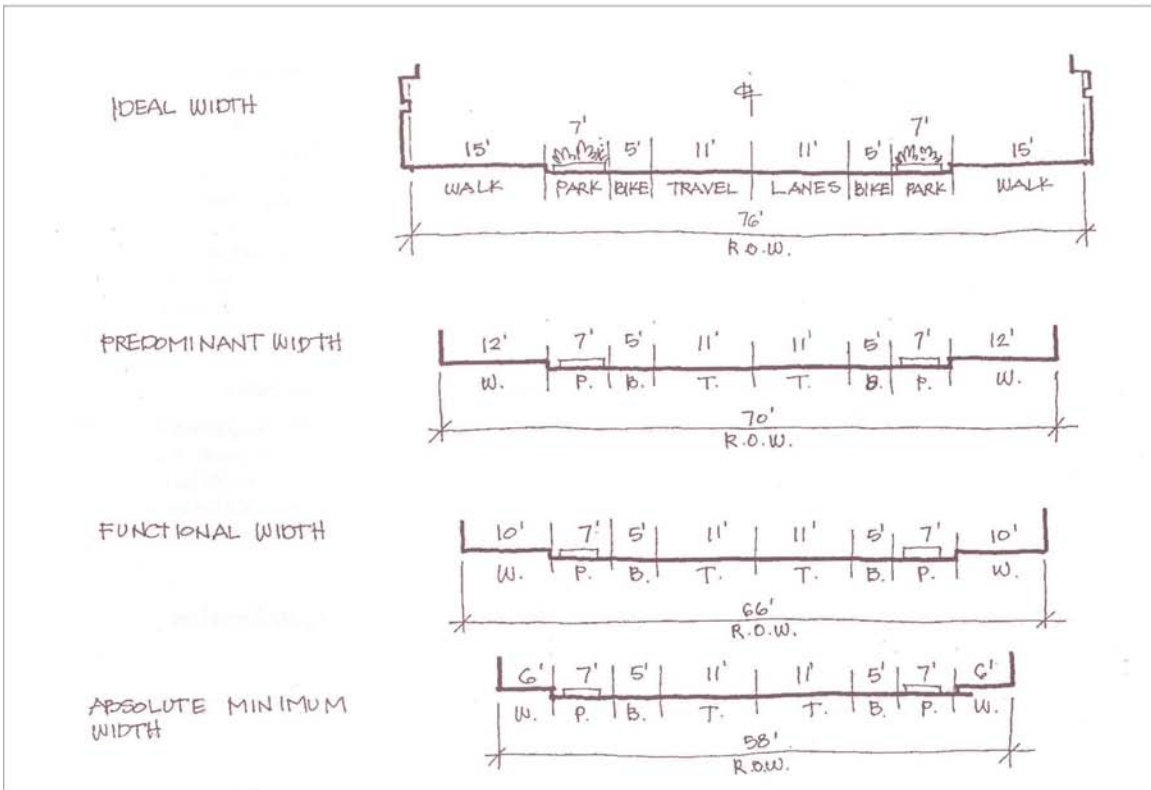 IDEAL WIDTH
℄
7' 7'
15' 5' 11' 11' 5' 15'
WALK PARK BIKE TRAVEL LANES BIKE PARK WALK
76'
R.O.W.
PREDOMINANT WIDTH
12' 7' 5' 11' 11' 5' 7' 12'
W. P. B. T. T. B. P. W.
70'
R.O.W.
FUNCTIONAL WIDTH
10' 7' 5' 11' 11' 5' 7' 10'
W. P. B. T. T. B. P. W.
66'
R.O.W.
6' 7' 5' 11' 11' 5' 7' 6'
ABSOLUTE MINIMUM
WIDTH
W. P. B. T. T. B. P. W.
58'
R.O.W.